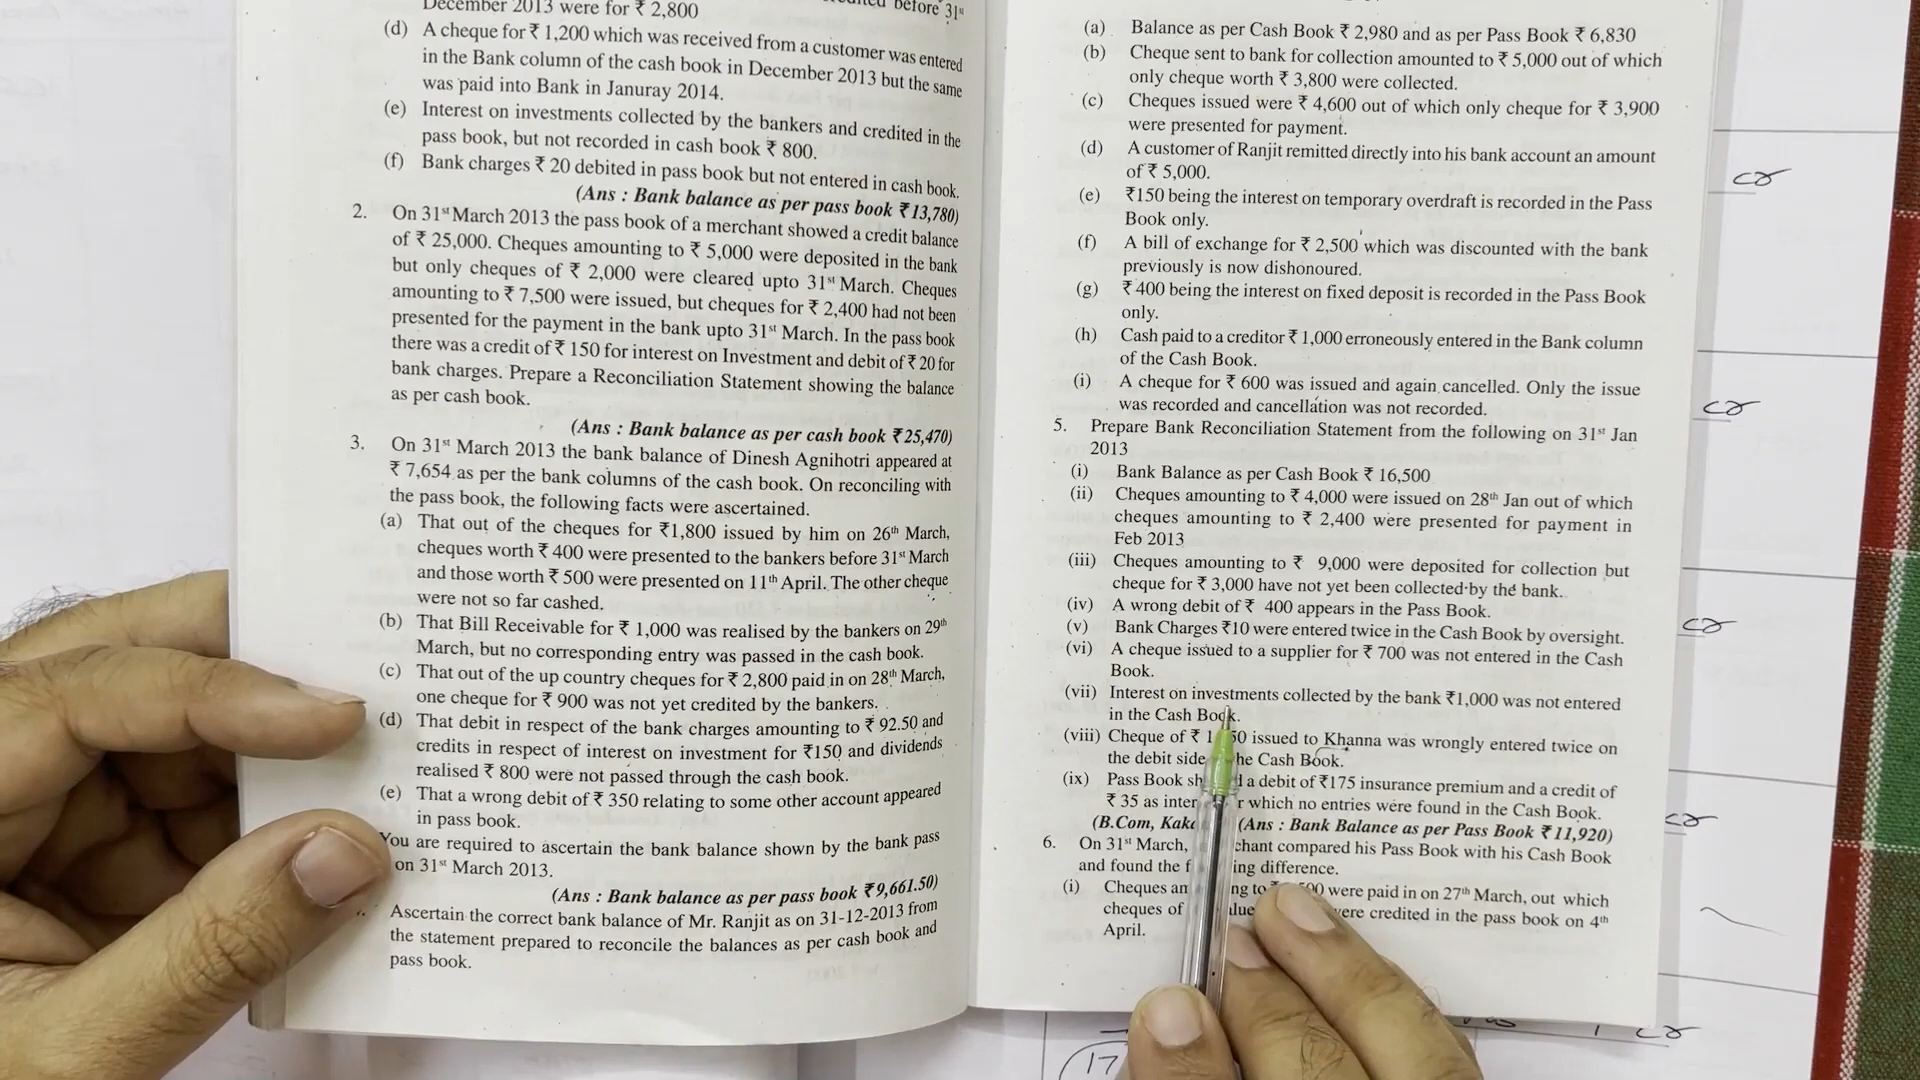 December 2013 were for ₹ 2,800
before 31st
(d) A cheque for ₹ 1,200 which was received from a customer was entered
in the Bank column of the cash book in December 2013 but the same
was paid into Bank in Januray 2014.
(e) Interest on investments collected by the bankers and credited in the
pass book, but not recorded in cash book ₹ 800.
(f) Bank charges ₹ 20 debited in pass book but not entered in cash book.
(Ans : Bank balance as per pass book ₹ 13,780)
2. On 31st March 2013 the pass book of a merchant showed a credit balance
of ₹ 25,000. Cheques amounting to ₹ 5,000 were deposited in the bank
but only cheques of ₹ 2,000 were cleared upto 31st March. Cheques
amounting to ₹ 7,500 were issued, but cheques for ₹ 2,400 had not been
presented for the payment in the bank upto 31st March. In the pass book
there was a credit of ₹ 150 for interest on Investment and debit of ₹ 20 for
bank charges. Prepare a Reconciliation Statement showing the balance
as per cash book.
(Ans : Bank balance as per cash book ₹ 25,470)
3. On 31st March 2013 the bank balance of Dinesh Agnihotri appeared at
₹ 7,654 as per the bank columns of the cash book. On reconciling with
the pass book, the following facts were ascertained.
(a) That out of the cheques for ₹1,800 issued by him on 26th March,
cheques worth ₹ 400 were presented to the bankers before 31st March
and those worth ₹ 500 were presented on 11th April. The other cheque
were not so far cashed.
(b) That Bill Receivable for ₹ 1,000 was realised by the bankers on 29th
March, but no corresponding entry was passed in the cash book.
(c) That out of the up country cheques for ₹ 2,800 paid in on 28th March,
one cheque for ₹ 900 was not yet credited by the bankers.
(d) That debit in respect of the bank charges amounting to ₹ 92.50 and
credits in respect of interest on investment for ₹150 and dividends
realised ₹ 800 were not passed through the cash book.
(e) That a wrong debit of ₹ 350 relating to some other account appeared
in pass book.
You are required to ascertain the bank balance shown by the bank pass
on 31st March 2013.
(Ans : Bank balance as per pass book ₹ 9,661.50)
Ascertain the correct bank balance of Mr. Ranjit as on 31-12-2013 from
the statement prepared to reconcile the balances as per cash book and
pass book.
(a) Balance as per Cash Book ₹ 2,980 and as per Pass Book ₹ 6,830
(b) Cheque sent to bank for collection amounted to ₹ 5,000 out of which
only cheque worth ₹ 3,800 were collected.
(c) Cheques issued were ₹ 4,600 out of which only cheque for ₹ 3,900
were presented for payment.
(d) A customer of Ranjit remitted directly into his bank account an amount
of ₹ 5,000.
(e) ₹150 being the interest on temporary overdraft is recorded in the Pass
Book only.
(f) A bill of exchange for ₹ 2,500 which was discounted with the bank
previously is now dishonoured.
(g) ₹ 400 being the interest on fixed deposit is recorded in the Pass Book
only.
(h) Cash paid to a creditor ₹ 1,000 erroneously entered in the Bank column
of the Cash Book.
(i) A cheque for ₹ 600 was issued and again cancelled. Only the issue
was recorded and cancellation was not recorded.
5. Prepare Bank Reconciliation Statement from the following on 31st Jan
2013
(i) Bank Balance as per Cash Book ₹ 16,500
(ii) Cheques amounting to ₹ 4,000 were issued on 28th Jan out of which
cheques amounting to ₹ 2,400 were presented for payment in
Feb 2013
(iii) Cheques amounting to ₹ 9,000 were deposited for collection but
cheque for ₹ 3,000 have not yet been collected by the bank.
(iv) A wrong debit of ₹ 400 appears in the Pass Book.
(v) Bank Charges ₹10 were entered twice in the Cash Book by oversight.
(vi) A cheque issued to a supplier for ₹ 700 was not entered in the Cash
Book.
(vii) Interest on investments collected by the bank ₹1,000 was not entered
in the Cash Book.
(viii) Cheque of ₹ issued to Khanna was wrongly entered twice on
the debit side he Cash Book.
(ix) Pass Book a debit of ₹175 insurance premium and a credit of
₹ 35 as which no entries were found in the Cash Book.
(B.Com, (Ans : Bank Balance as per Pass Book ₹ 11,920)
6. On 31st March, compared his Pass Book with his Cash Book
and found the difference.
(i) Cheques were paid in on 27th March, out which
cheques of were credited in the pass book on 4th
April.
17